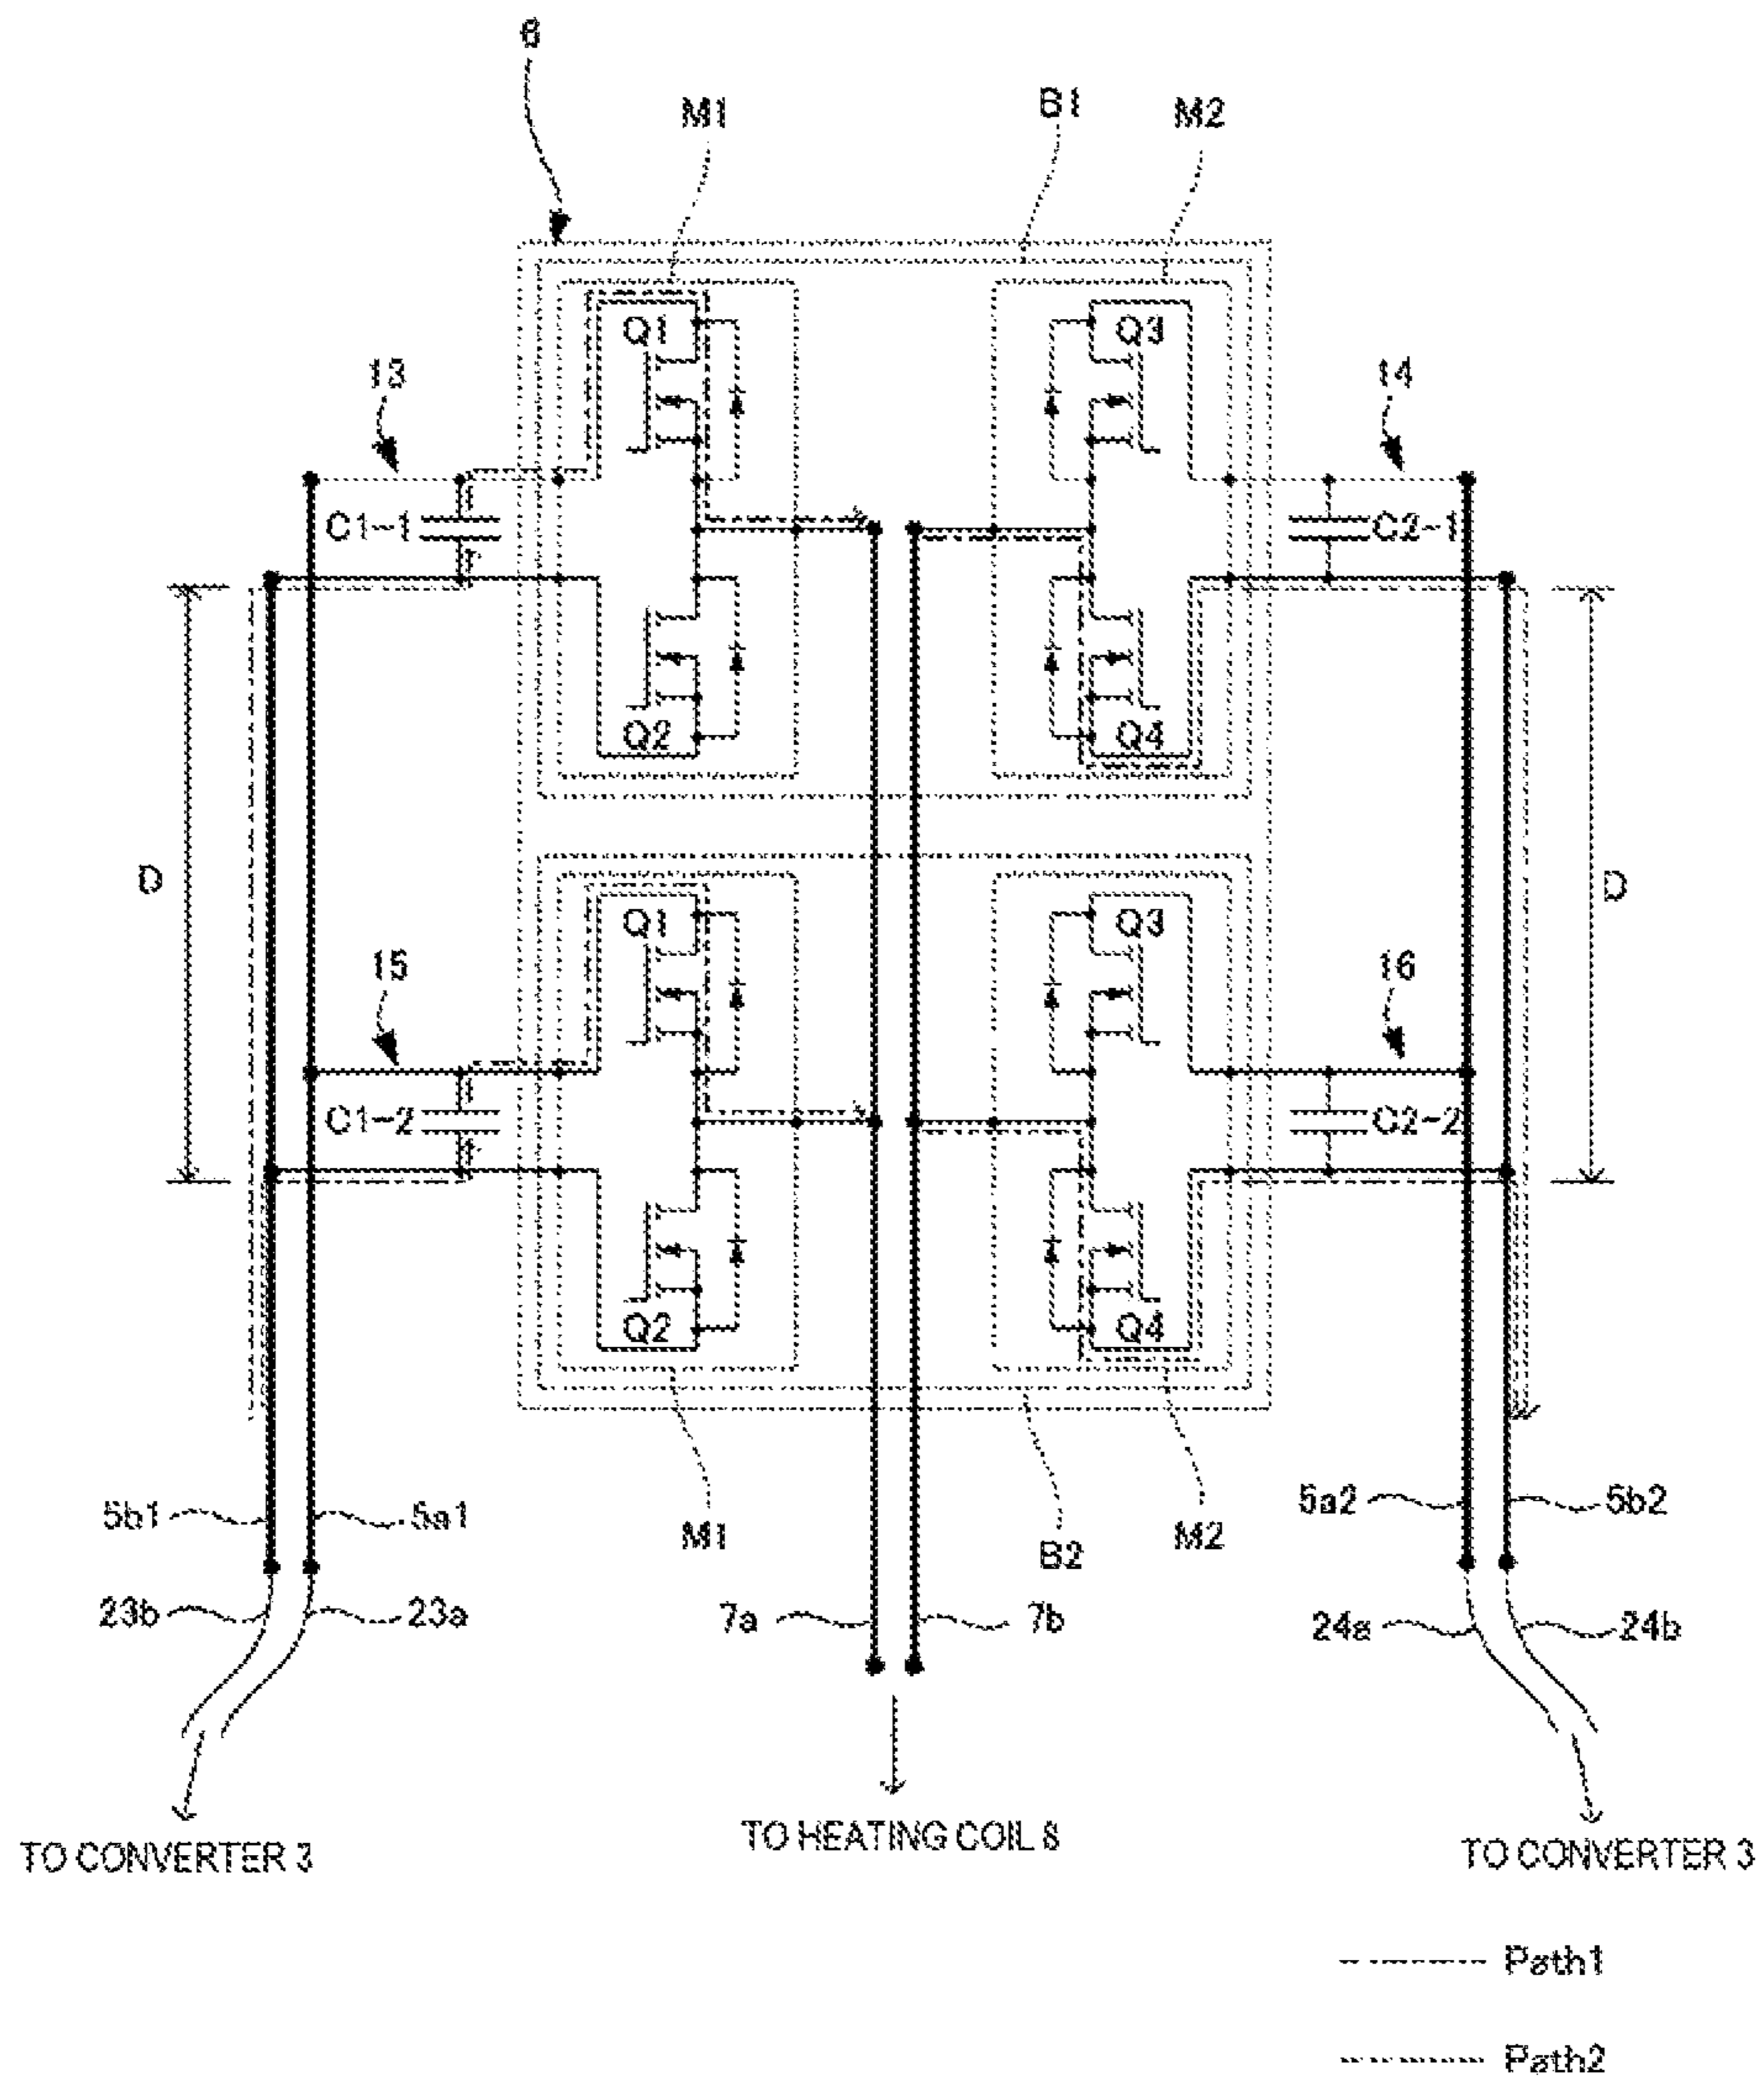 6
M1
B1
M2
Q1
Q3
13
14
C1-1
C2-1
Q2
Q4
D
D
Q1
Q3
15
16
C1-2
C2-2
Q2
Q4
5b1
5a1
M1
B2
M2
5a2
5b2
23b
23a
7a
7b
24a
24b
TO CONVERTER 3
TO HEATING COIL 8
TO CONVERTER 3
Path1
Path2